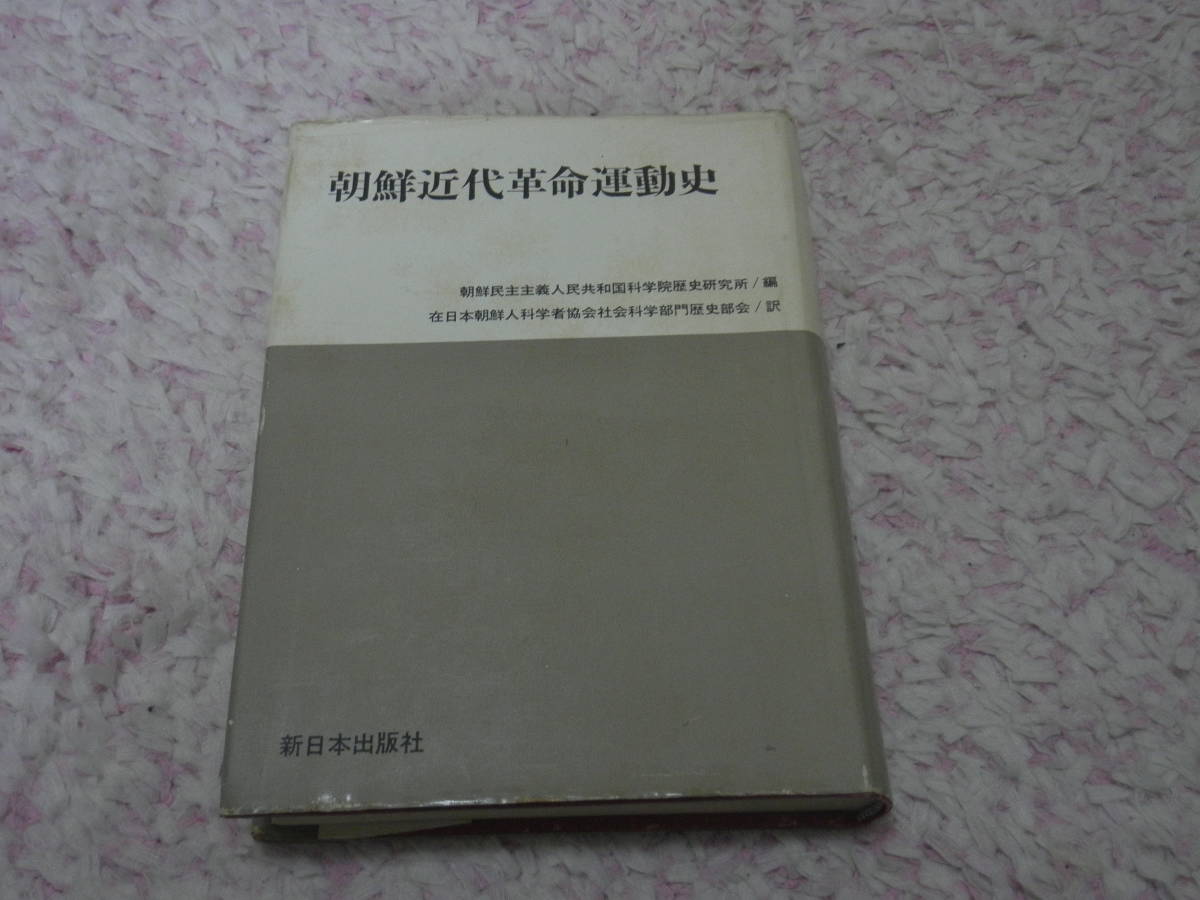 朝鮮近代革命運動史
朝鮮民主主義人民共和国科学院歴史研究所/編
在日本朝鮮人科学者協会社会科学部門歴史部会/訳
新日本出版社